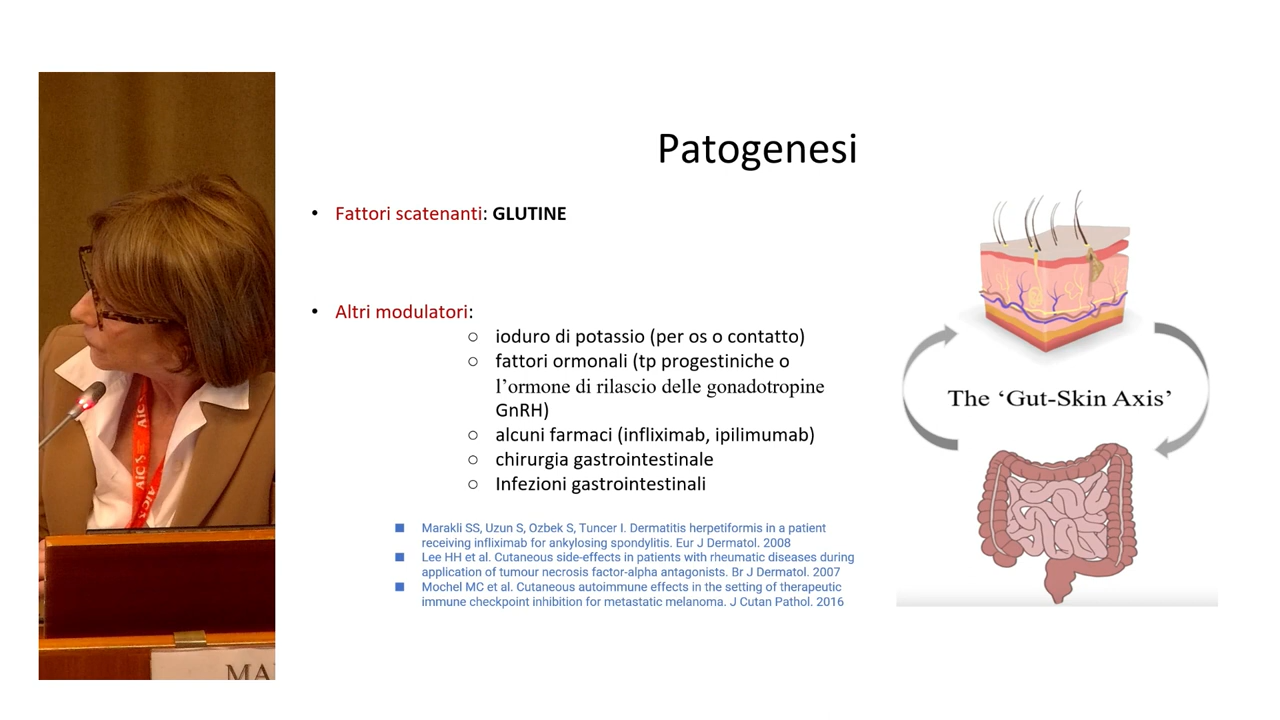 Patogenesi
• Fattori scatenanti: GLUTINE
• Altri modulatori:
○ ioduro di potassio (per os o contatto)
○ fattori ormonali (tp progestiniche o
l’ormone di rilascio delle gonadotropine
GnRH)
○ alcuni farmaci (infliximab, ipilimumab)
○ chirurgia gastrointestinale
○ Infezioni gastrointestinali
■ Marakli SS, Uzun S, Ozbek S, Tuncer I. Dermatitis herpetiformis in a patient
receiving infliximab for ankylosing spondylitis. Eur J Dermatol. 2008
■ Lee HH et al. Cutaneous side-effects in patients with rheumatic diseases during
application of tumour necrosis factor-alpha antagonists. Br J Dermatol. 2007
■ Mochel MC et al. Cutaneous autoimmune effects in the setting of therapeutic
immune checkpoint inhibition for metastatic melanoma. J Cutan Pathol. 2016
The ‘Gut-Skin Axis’
AIC
AIC
AIC
MA